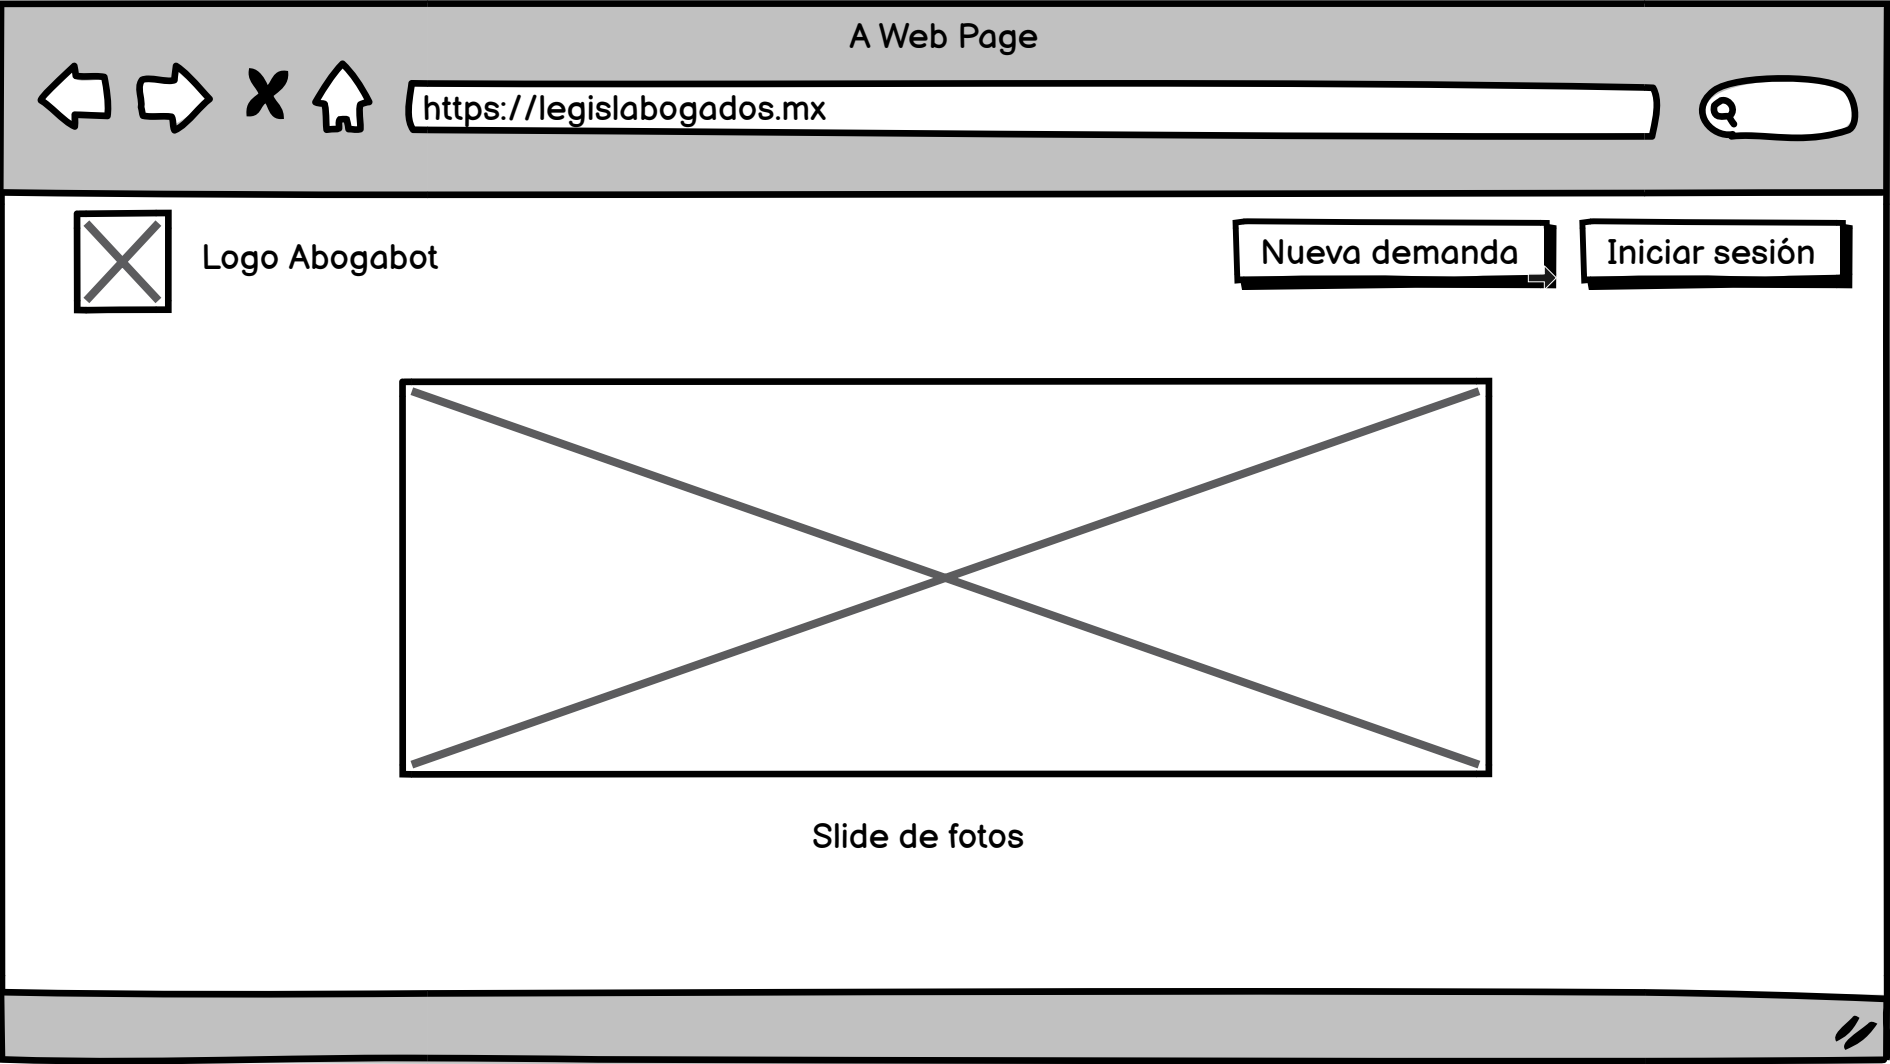 A Web Page
https://legislabogados.mx
Logo Abogabot
Nueva demanda
Iniciar sesión
Slide de fotos